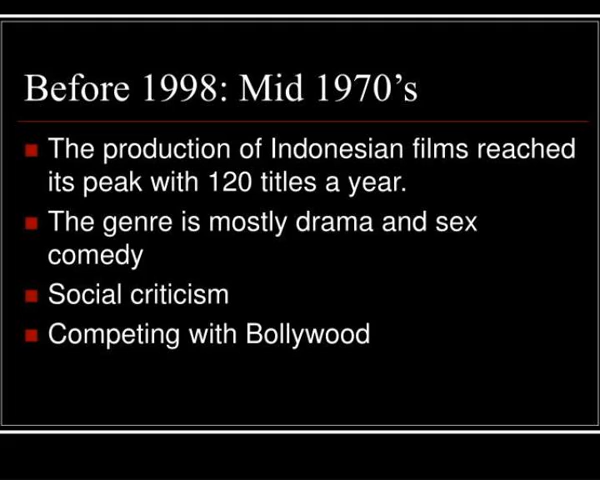 Before 1998: Mid 1970’s
The production of Indonesian films reached
its peak with 120 titles a year.
The genre is mostly drama and sex
comedy
Social criticism
Competing with Bollywood